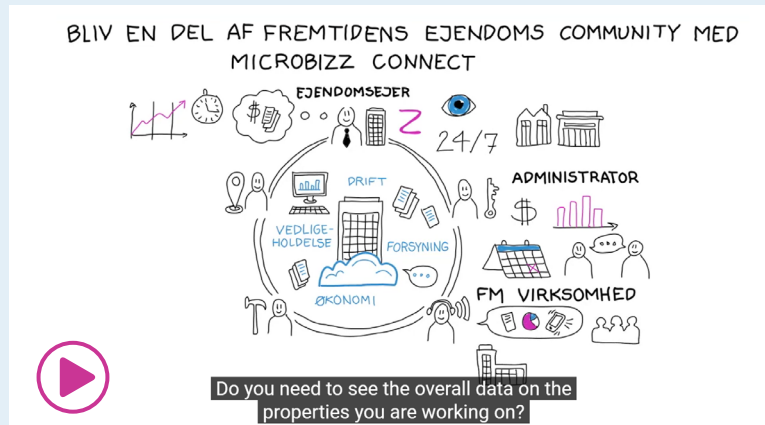 BLIV EN DEL AF FREMTIDENS EJENDOMS COMMUNITY MED
MICROBIZZ CONNECT
EJENDOMSEJER
$
Z
24/7
DRIFT
ADMINISTRATOR
$
VEDLIGE-
HOLDELSE
FORSYNING
ØKONOMI
FM VIRKSOMHED
Do you need to see the overall data on the
properties you are working on?